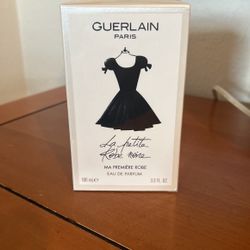 GUERLAIN
PARIS
La petite
Robe noire
MA PREMIÈRE ROBE
EAU DE PARFUM
100 ml e 3.3 FL. OZ